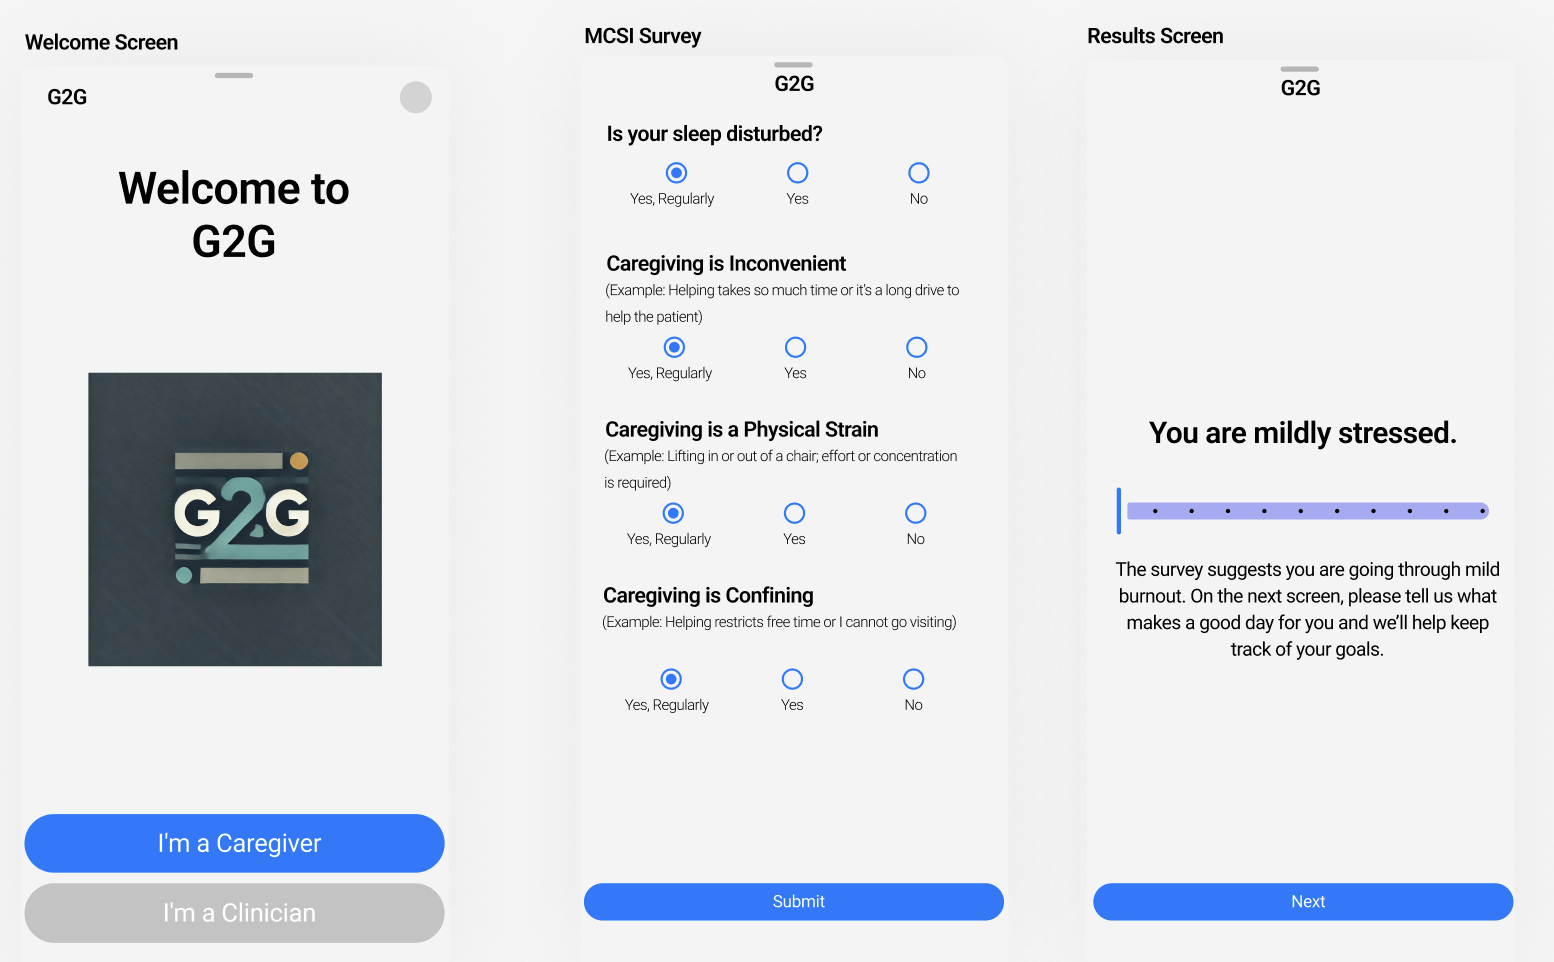 Welcome Screen
G2G
Welcome to
G2G
G2G
I'm a Caregiver
I'm a Clinician
MCSI Survey
G2G
Is your sleep disturbed?
Yes, Regularly Yes No
Caregiving is Inconvenient
(Example: Helping takes so much time or it's a long drive to
help the patient)
Yes, Regularly Yes No
Caregiving is a Physical Strain
(Example: Lifting in or out of a chair; effort or concentration
is required)
Yes, Regularly Yes No
Caregiving is Confining
(Example: Helping restricts free time or I cannot go visiting)
Yes, Regularly Yes No
Submit
Results Screen
G2G
You are mildly stressed.
The survey suggests you are going through mild
burnout. On the next screen, please tell us what
makes a good day for you and we’ll help keep
track of your goals.
Next